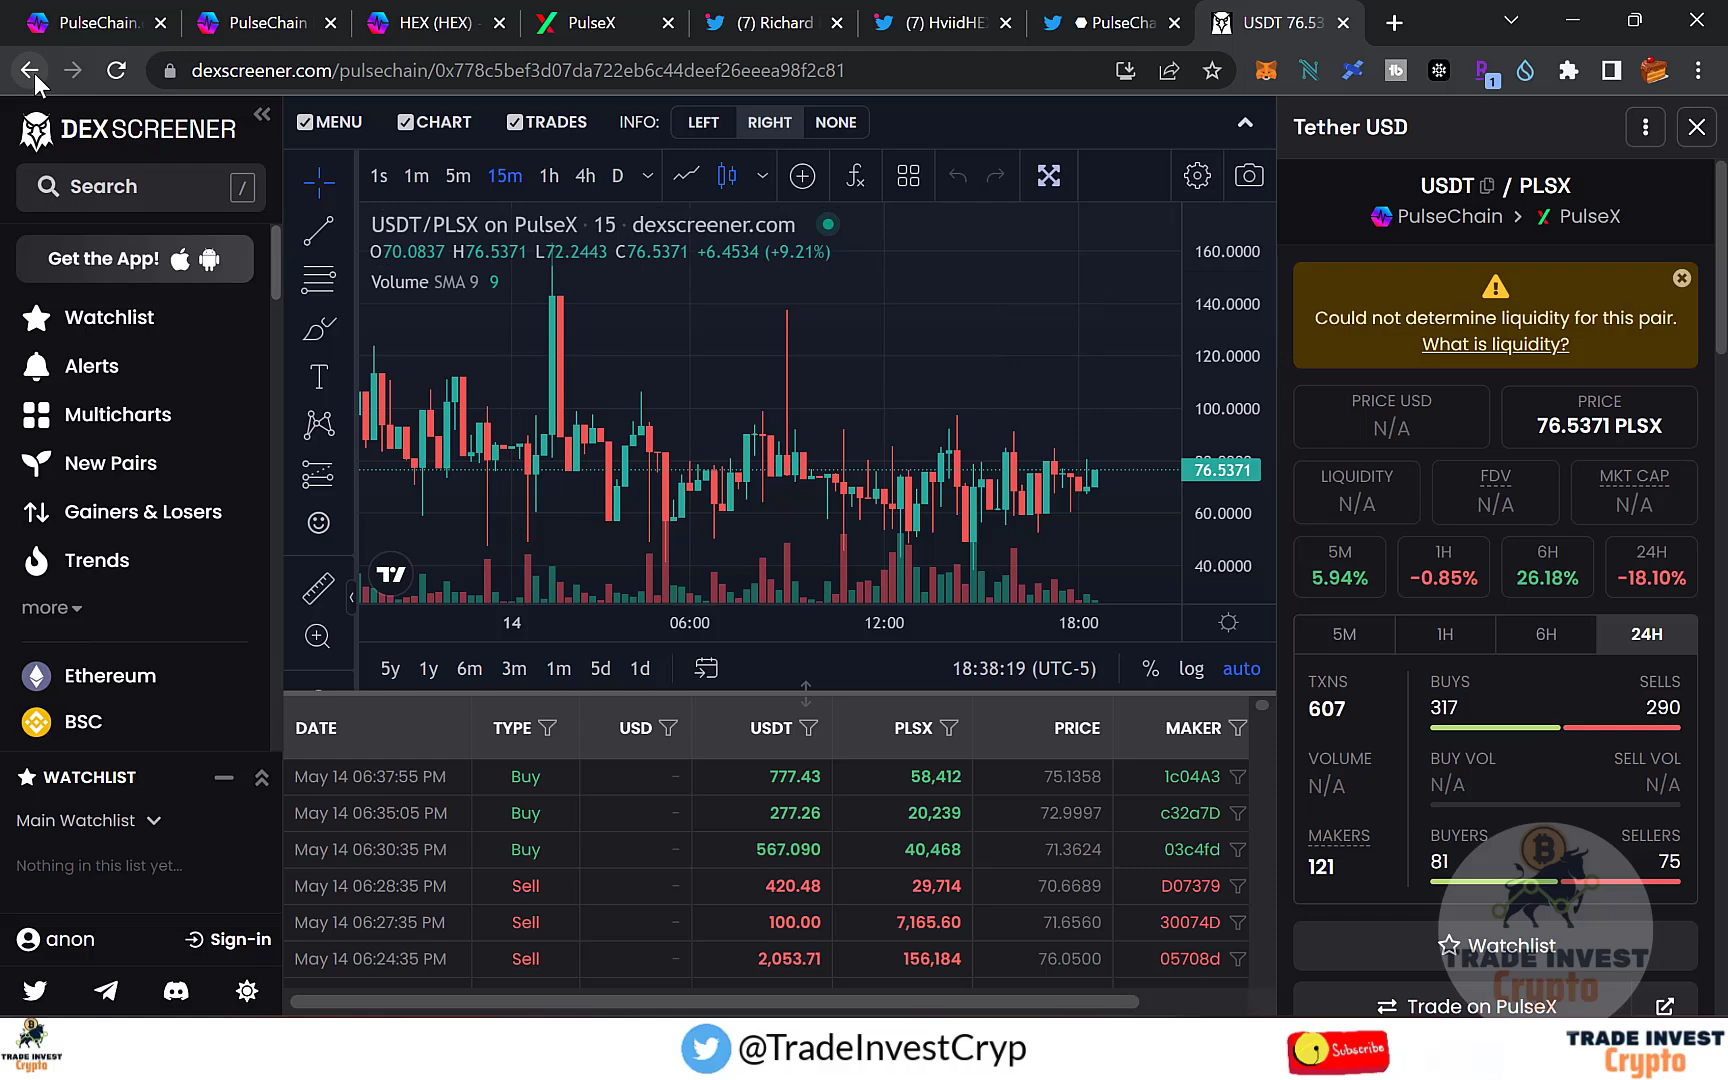 PulseChain.
PulseChain
HEX (HEX) -
PulseX
(7) Richard
(7) HviidHE
PulseCha
USDT 76.53
dexscreener.com/pulsechain/0x778c5bef3d07da722eb6c44deef26eeea98f2c81
1
DEX SCREENER
MENU CHART TRADES INFO: LEFT RIGHT NONE
Tether USD
Search /
1s 1m 5m 15m 1h 4h D
USDT / PLSX
PulseChain > PulseX
USDT/PLSX on PulseX · 15 · dexscreener.com
O70.0837 H76.5371 L72.2443 C76.5371 +6.4534 (+9.21%)
Volume SMA 9 9
Get the App!
Watchlist
Alerts
Multicharts
New Pairs
Gainers & Losers
Trends
more
Ethereum
BSC
WATCHLIST
Main Watchlist
Nothing in this list yet...
anon Sign-in
160.0000
140.0000
120.0000
100.0000
76.5371
60.0000
40.0000
14 06:00 12:00 18:00
5y 1y 6m 3m 1m 5d 1d 18:38:19 (UTC-5) % log auto
DATE TYPE USD USDT PLSX PRICE MAKER
May 14 06:37:55 PM Buy - 777.43 58,412 75.1358 1c04A3
May 14 06:35:05 PM Buy - 277.26 20,239 72.9997 c32a7D
May 14 06:30:35 PM Buy - 567.090 40,468 71.3624 03c4fd
May 14 06:28:35 PM Sell - 420.48 29,714 70.6689 D07379
May 14 06:27:35 PM Sell - 100.00 7,165.60 71.6560 30074D
May 14 06:24:35 PM Sell - 2,053.71 156,184 76.0500 05708d
Could not determine liquidity for this pair.
What is liquidity?
PRICE USD PRICE
N/A 76.5371 PLSX
LIQUIDITY FDV MKT CAP
N/A N/A N/A
5M 1H 6H 24H
5.94% -0.85% 26.18% -18.10%
5M 1H 6H 24H
TXNS BUYS SELLS
607 317 290
VOLUME BUY VOL SELL VOL
N/A N/A N/A
MAKERS BUYERS SELLERS
121 81 75
Watchlist
TRADE INVEST
Crypto
Trade on PulseX
TRADE INVEST
Crypto
@TradeInvestCryp
Subscribe
TRADE INVEST
Crypto